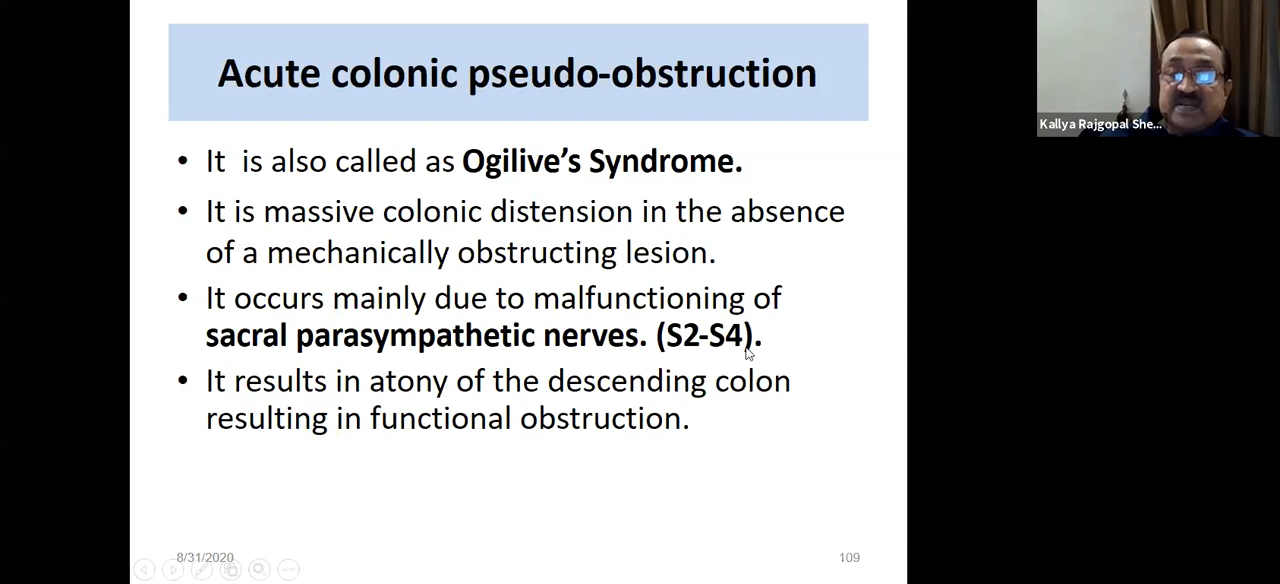 Acute colonic pseudo-obstruction
• It is also called as Ogilive’s Syndrome.
• It is massive colonic distension in the absence
of a mechanically obstructing lesion.
• It occurs mainly due to malfunctioning of
sacral parasympathetic nerves. (S2-S4).
• It results in atony of the descending colon
resulting in functional obstruction.
8/31/2020
109
Kallya Rajgopal She...